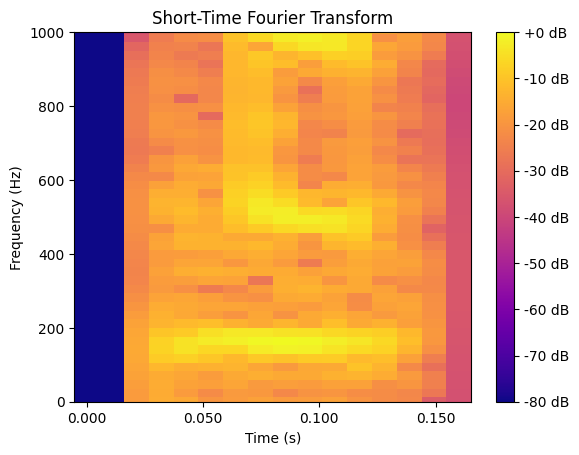 Short-Time Fourier Transform
1000
800
600
400
200
0
Frequency (Hz)
0.000
0.050
0.100
0.150
Time (s)
+0 dB
-10 dB
-20 dB
-30 dB
-40 dB
-50 dB
-60 dB
-70 dB
-80 dB